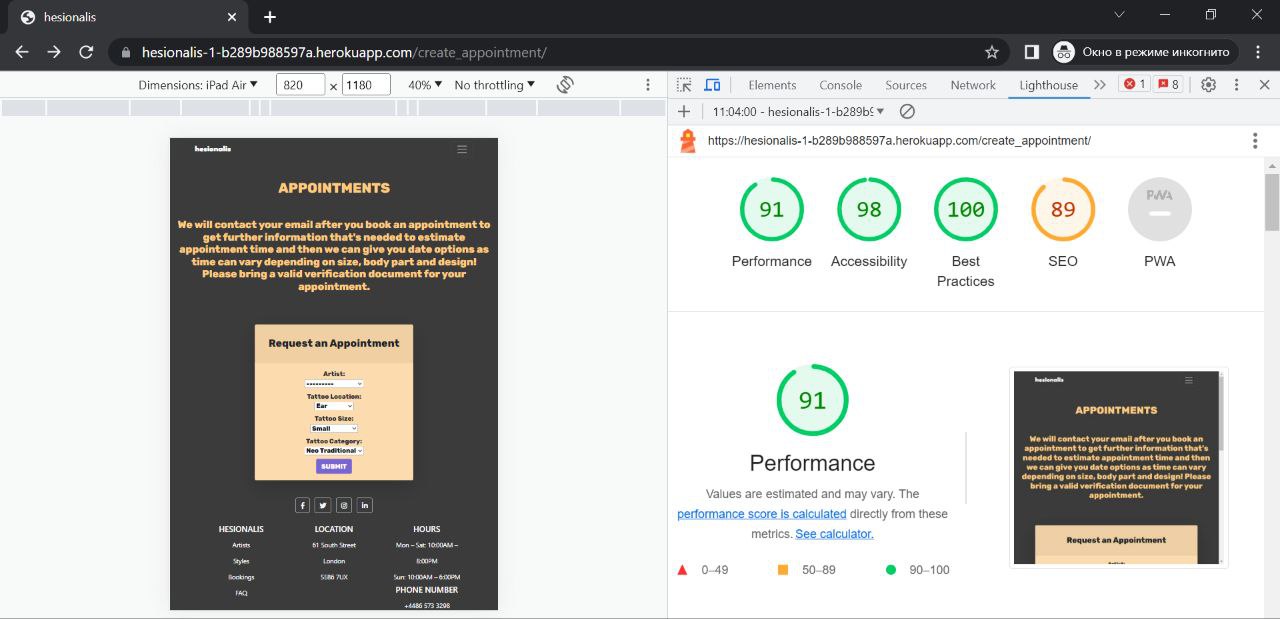 hesionalis
hesionalis-1-b289b988597a.herokuapp.com/create_appointment/
Окно в режиме инкогнито
Dimensions: iPad Air 820 × 1180 40% No throttling
Elements Console Sources Network Lighthouse 1 8
11:04:00 - hesionalis-1-b289b
https://hesionalis-1-b289b988597a.herokuapp.com/create_appointment/
hesionalis
APPOINTMENTS
We will contact your email after you book an appointment to
get further information that's needed to estimate
appointment time and then we can give you date options as
time can vary depending on size, body part and design!
Please bring a valid verification document for your
appointment.
Request an Appointment
Artist:
---------
Tattoo Location:
Ear
Tattoo Size:
Small
Tattoo Category:
Neo Traditional
SUBMIT
HESIONALIS
Artists
Styles
Bookings
FAQ
LOCATION
61 South Street
London
SE86 7UX
HOURS
Mon – Sat: 10:00AM –
8:00PM
Sun: 10:00AM – 6:00PM
PHONE NUMBER
+4486 573 3298
91 98 100 89 PWA
Performance Accessibility Best SEO PWA
Practices
91
Performance
Values are estimated and may vary. The
performance score is calculated directly from these
metrics. See calculator.
0–49 50–89 90–100
hesionalis
APPOINTMENTS
We will contact your email after you book an
appointment to get further information that's
needed to estimate appointment time and then
we can give you date options as time can vary
depending on size, body part and design! Please
bring a valid verification document for your
appointment.
Request an Appointment